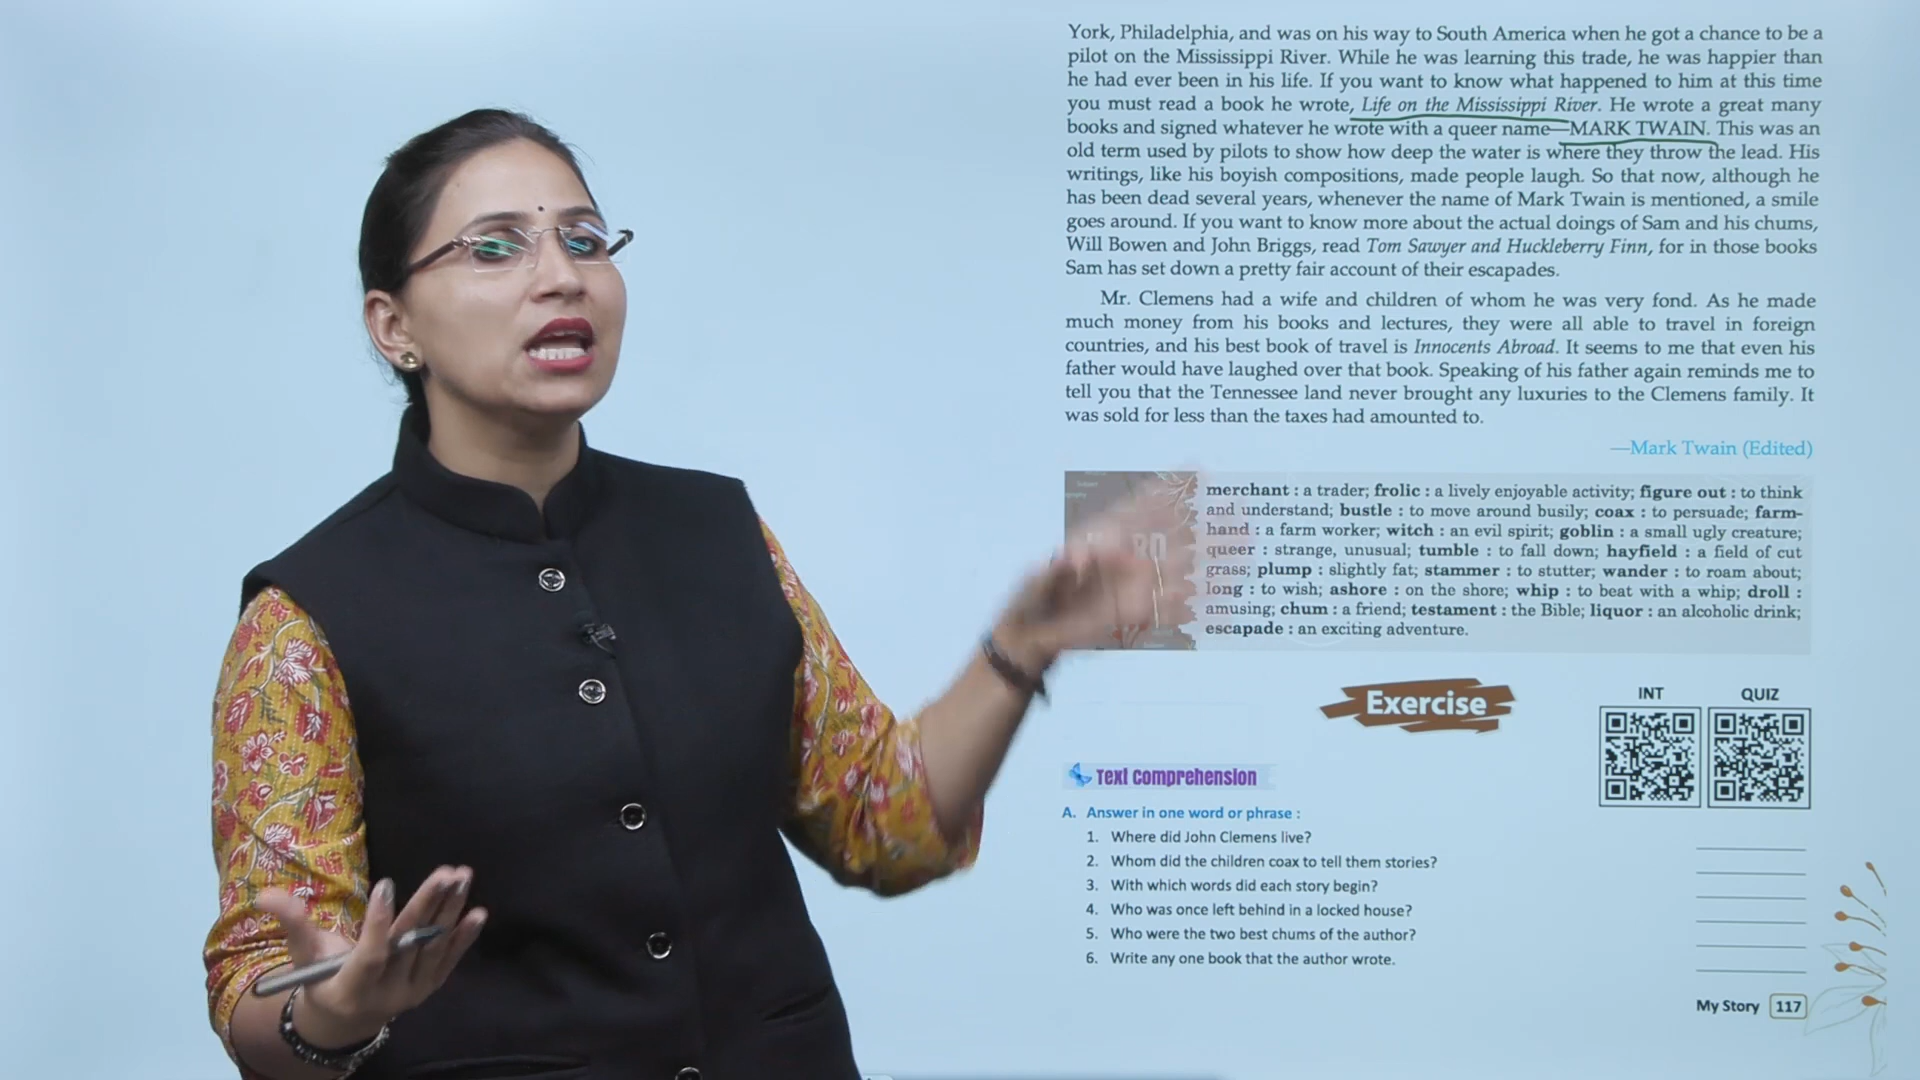 York, Philadelphia, and was on his way to South America when he got a chance to be a
pilot on the Mississippi River. While he was learning this trade, he was happier than
he had ever been in his life. If you want to know what happened to him at this time
you must read a book he wrote, Life on the Mississippi River. He wrote a great many
books and signed whatever he wrote with a queer name—MARK TWAIN. This was an
old term used by pilots to show how deep the water is where they throw the lead. His
writings, like his boyish compositions, made people laugh. So that now, although he
has been dead several years, whenever the name of Mark Twain is mentioned, a smile
goes around. If you want to know more about the actual doings of Sam and his chums,
Will Bowen and John Briggs, read Tom Sawyer and Huckleberry Finn, for in those books
Sam has set down a pretty fair account of their escapades.
Mr. Clemens had a wife and children of whom he was very fond. As he made
much money from his books and lectures, they were all able to travel in foreign
countries, and his best book of travel is Innocents Abroad. It seems to me that even his
father would have laughed over that book. Speaking of his father again reminds me to
tell you that the Tennessee land never brought any luxuries to the Clemens family. It
was sold for less than the taxes had amounted to.
—Mark Twain (Edited)
merchant : a trader; frolic : a lively enjoyable activity; figure out : to think
and understand; bustle : to move around busily; coax : to persuade; farm-
hand : a farm worker; witch : an evil spirit; goblin : a small ugly creature;
queer : strange, unusual; tumble : to fall down; hayfield : a field of cut
grass; plump : slightly fat; stammer : to stutter; wander : to roam about;
long : to wish; ashore : on the shore; whip : to beat with a whip; droll :
amusing; chum : a friend; testament : the Bible; liquor : an alcoholic drink;
escapade : an exciting adventure.
Exercise
INT QUIZ
Text Comprehension
A. Answer in one word or phrase :
1. Where did John Clemens live?
2. Whom did the children coax to tell them stories?
3. With which words did each story begin?
4. Who was once left behind in a locked house?
5. Who were the two best chums of the author?
6. Write any one book that the author wrote.
My Story 117